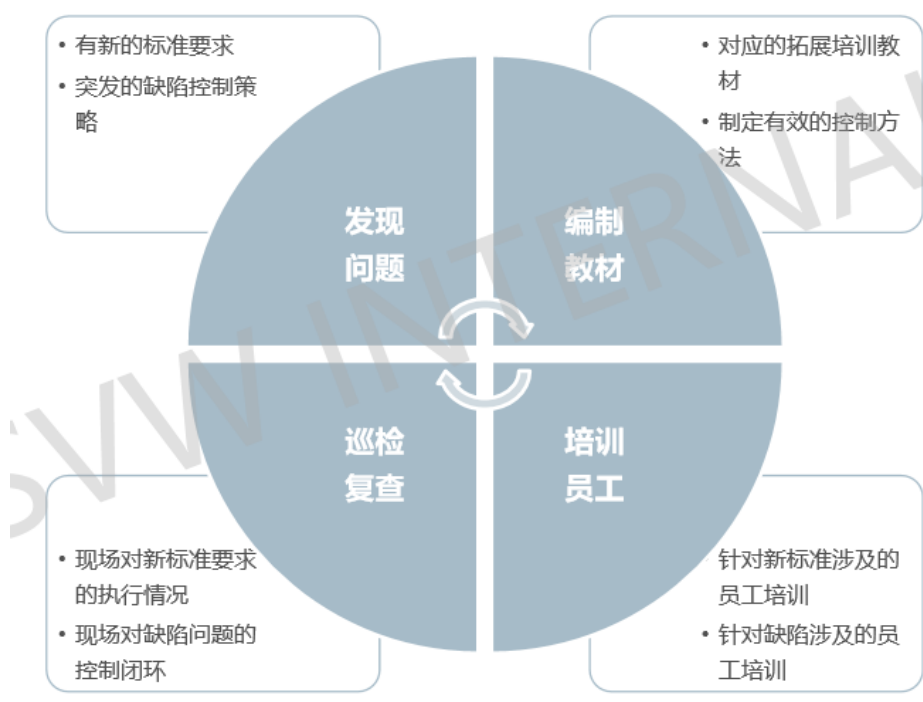 • 有新的标准要求
• 突发的缺陷控制策
略
• 对应的拓展培训教
材
• 制定有效的控制方
法
发现
问题
编制
教材
巡检
复查
培训
员工
• 现场对新标准要求
的执行情况
• 现场对缺陷问题的
控制闭环
针对新标准涉及的
员工培训
• 针对缺陷涉及的员
工培训
SVW INTERNA